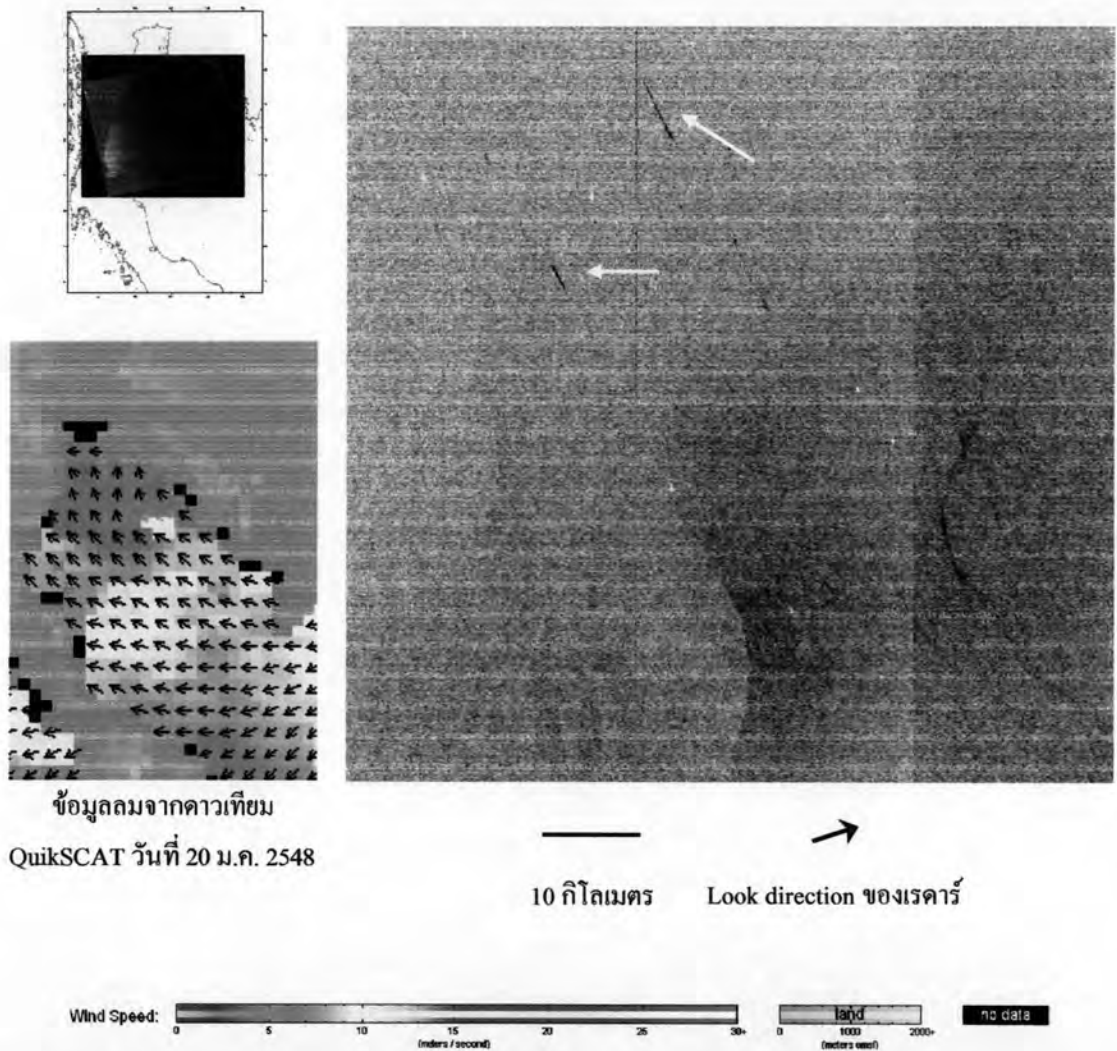 ข้อมูลลมจากดาวเทียม
QuikSCAT วันที่ 20 ม.ค. 2548
10 กิโลเมตร
Look direction ของเรดาร์
Wind Speed:
0 5 10 15 20 25 30+
(meters / second)
land
0 1000 2000+
(meters amsl)
no data